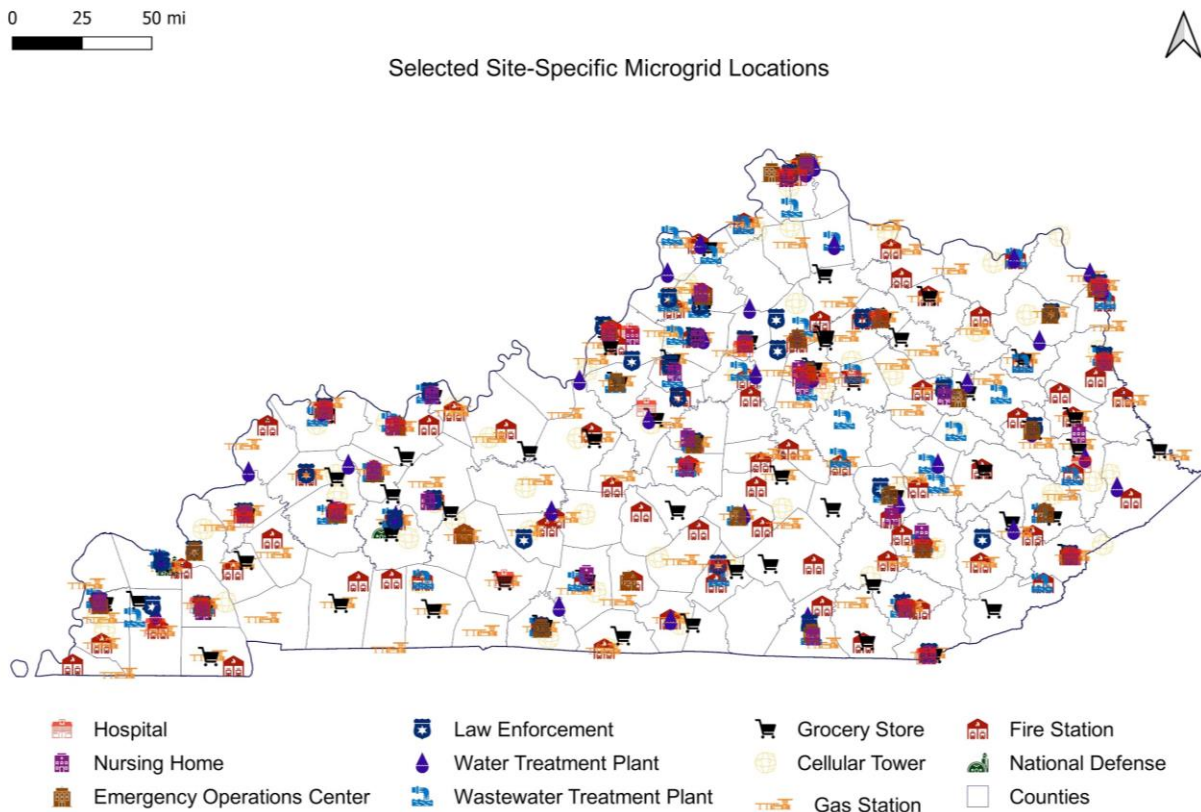 0 25 50 mi
Selected Site-Specific Microgrid Locations
Hospital Law Enforcement Grocery Store Fire Station
Nursing Home Water Treatment Plant Cellular Tower National Defense
Emergency Operations Center Wastewater Treatment Plant Gas Station Counties